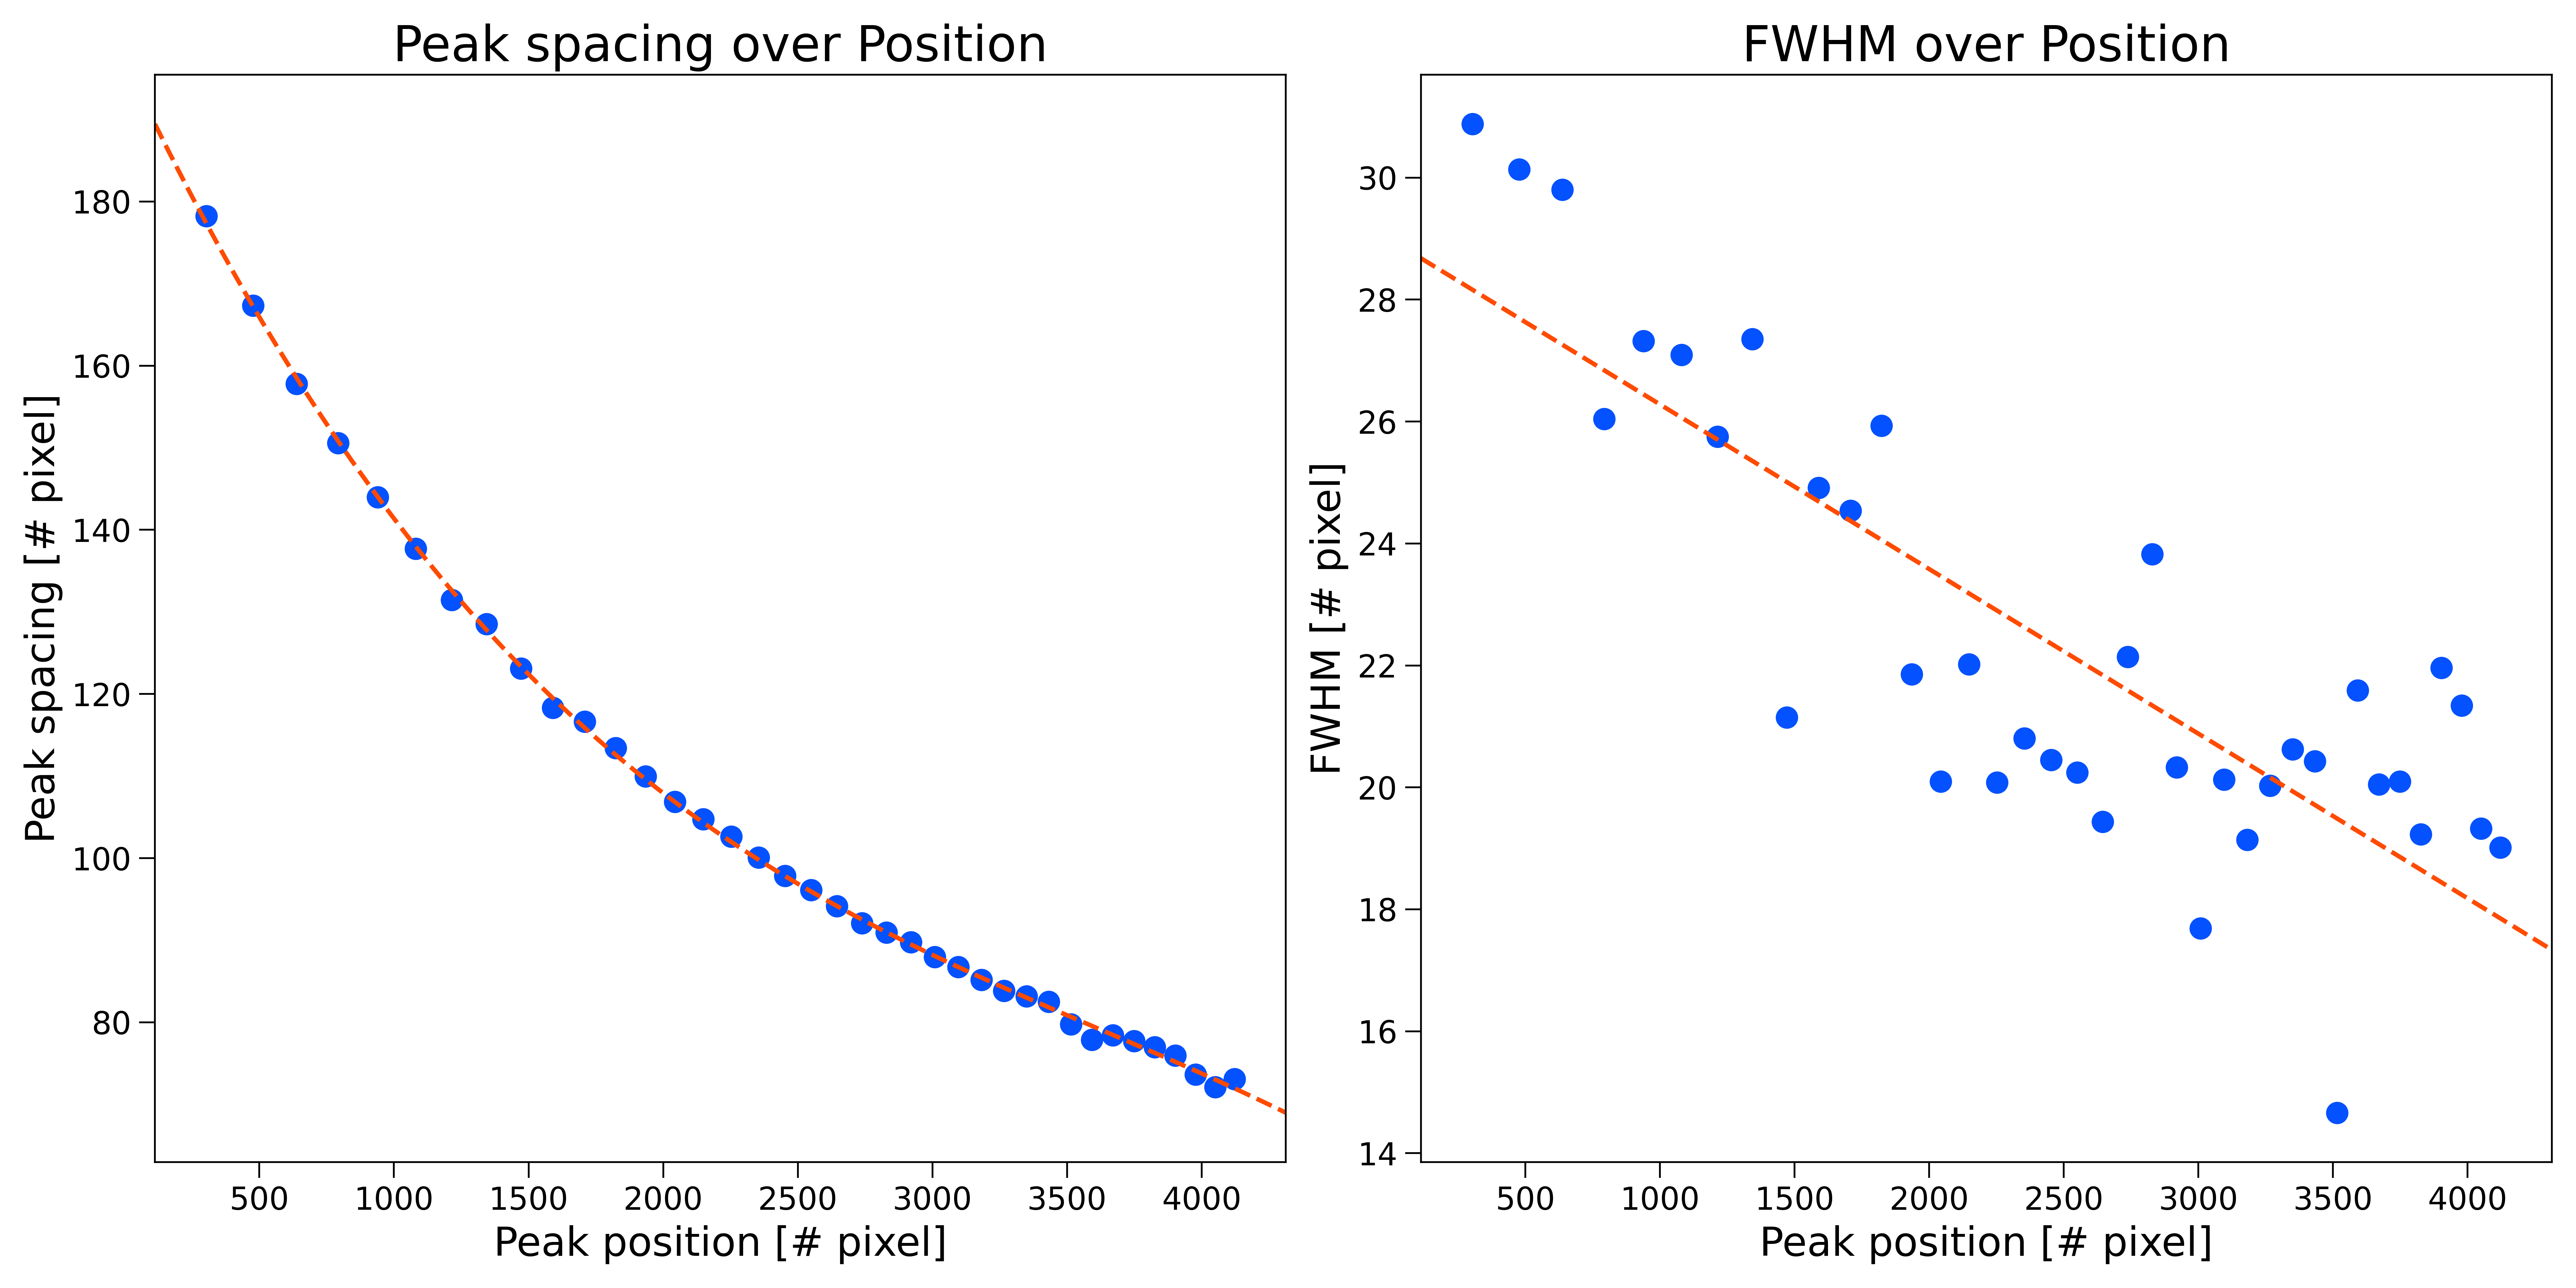 Peak spacing over Position
Peak spacing [# pixel]
180
160
140
120
100
80
500 1000 1500 2000 2500 3000 3500 4000
Peak position [# pixel]
FWHM over Position
FWHM [# pixel]
30
28
26
24
22
20
18
16
14
500 1000 1500 2000 2500 3000 3500 4000
Peak position [# pixel]